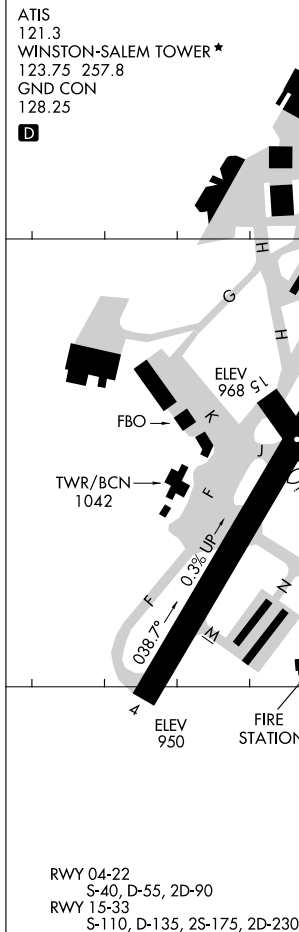 ATIS
121.3
WINSTON-SALEM TOWER★
123.75 257.8
GND CON
128.25
D
H
G
H
ELEV
968
15
K
FBO
J
TWR/BCN
1042
F
0.3% UP
N
F
038.7°
M
4
ELEV
950
FIRE
STATION
RWY 04-22
S-40, D-55, 2D-90
RWY 15-33
S-110, D-135, 2S-175, 2D-230